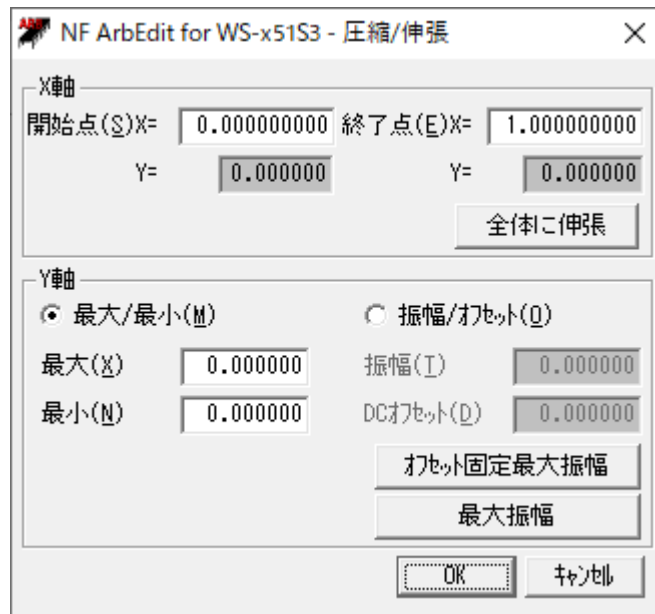 NF ArbEdit for WS-x51S3 - 圧縮/伸張
X軸
開始点(S)X= 0.000000000 終了点(E)X= 1.000000000
Y= 0.000000 Y= 0.000000
全体に伸張
Y軸
最大/最小(M) 振幅/ｵﾌｾｯﾄ(O)
最大(X) 0.000000 振幅(T) 0.000000
最小(N) 0.000000 DCｵﾌｾｯﾄ(D) 0.000000
ｵﾌｾｯﾄ固定最大振幅
最大振幅
OK ｷｬﾝｾﾙ